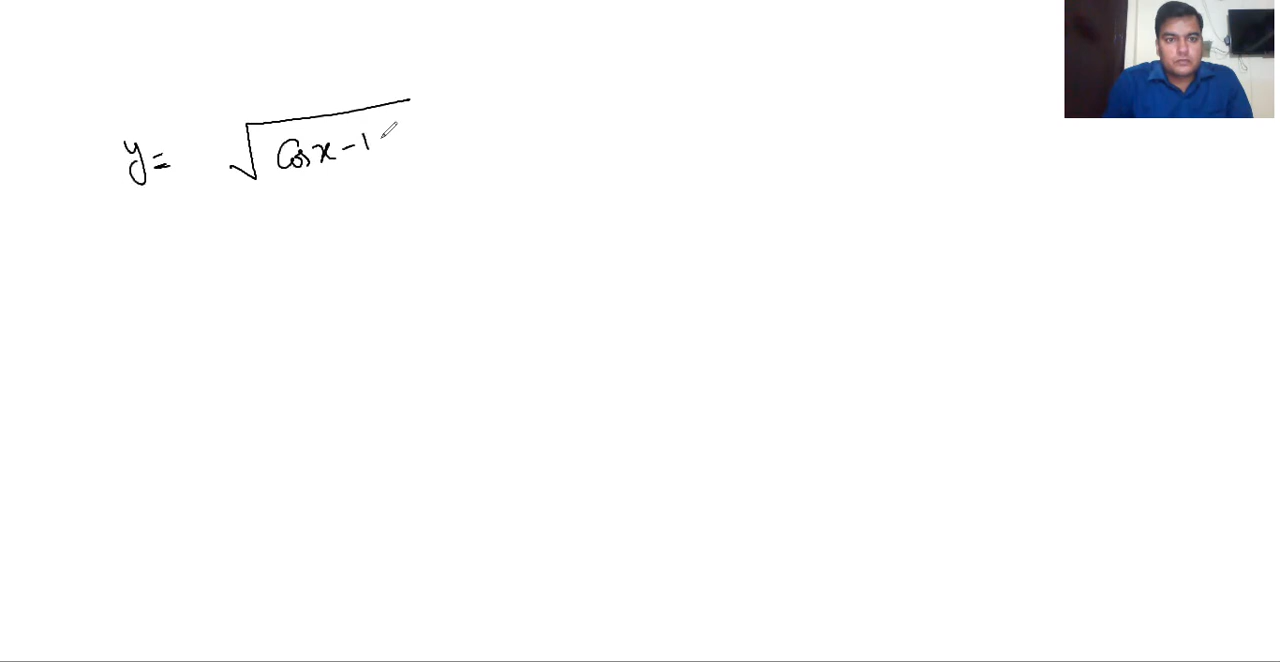 y = √(Cos x - 1)